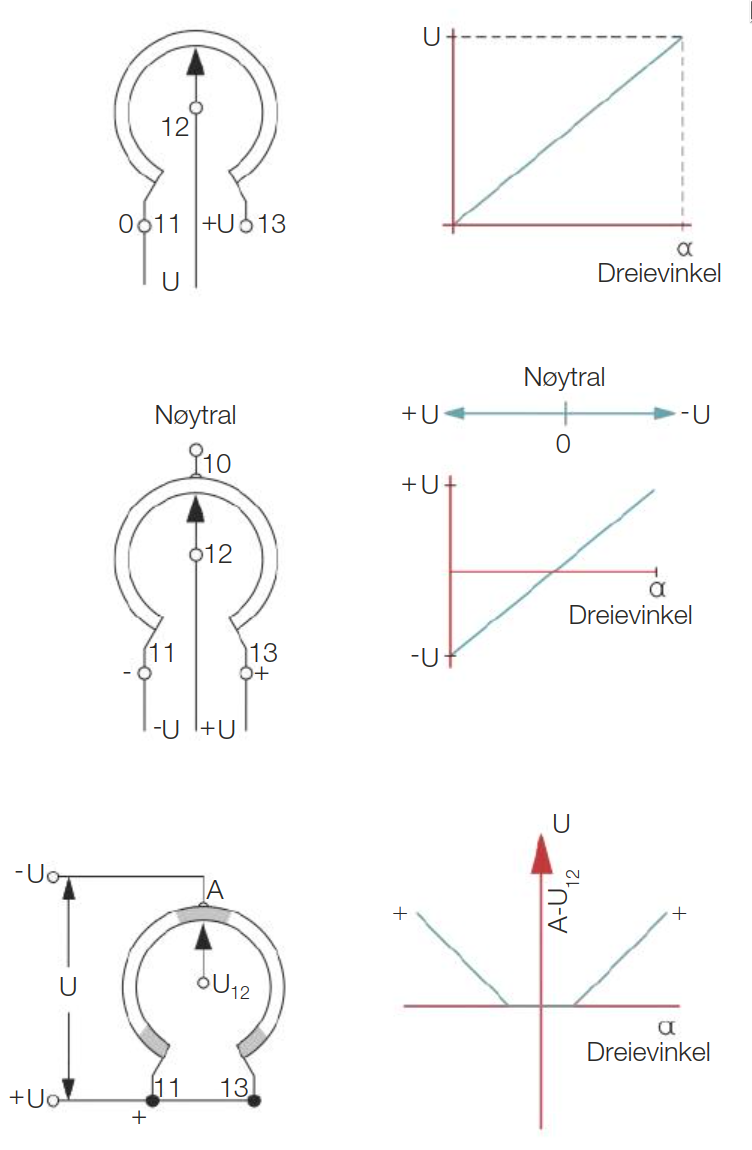 U
12
0 11 +U 13
U
α
Dreievinkel
Nøytral
10
12
11 13
- +
-U +U
Nøytral
+U -U
0
+U
α
Dreievinkel
-U
-U
A
U
U12
11 13
+U
+
U
A-U12
+ +
α
Dreievinkel